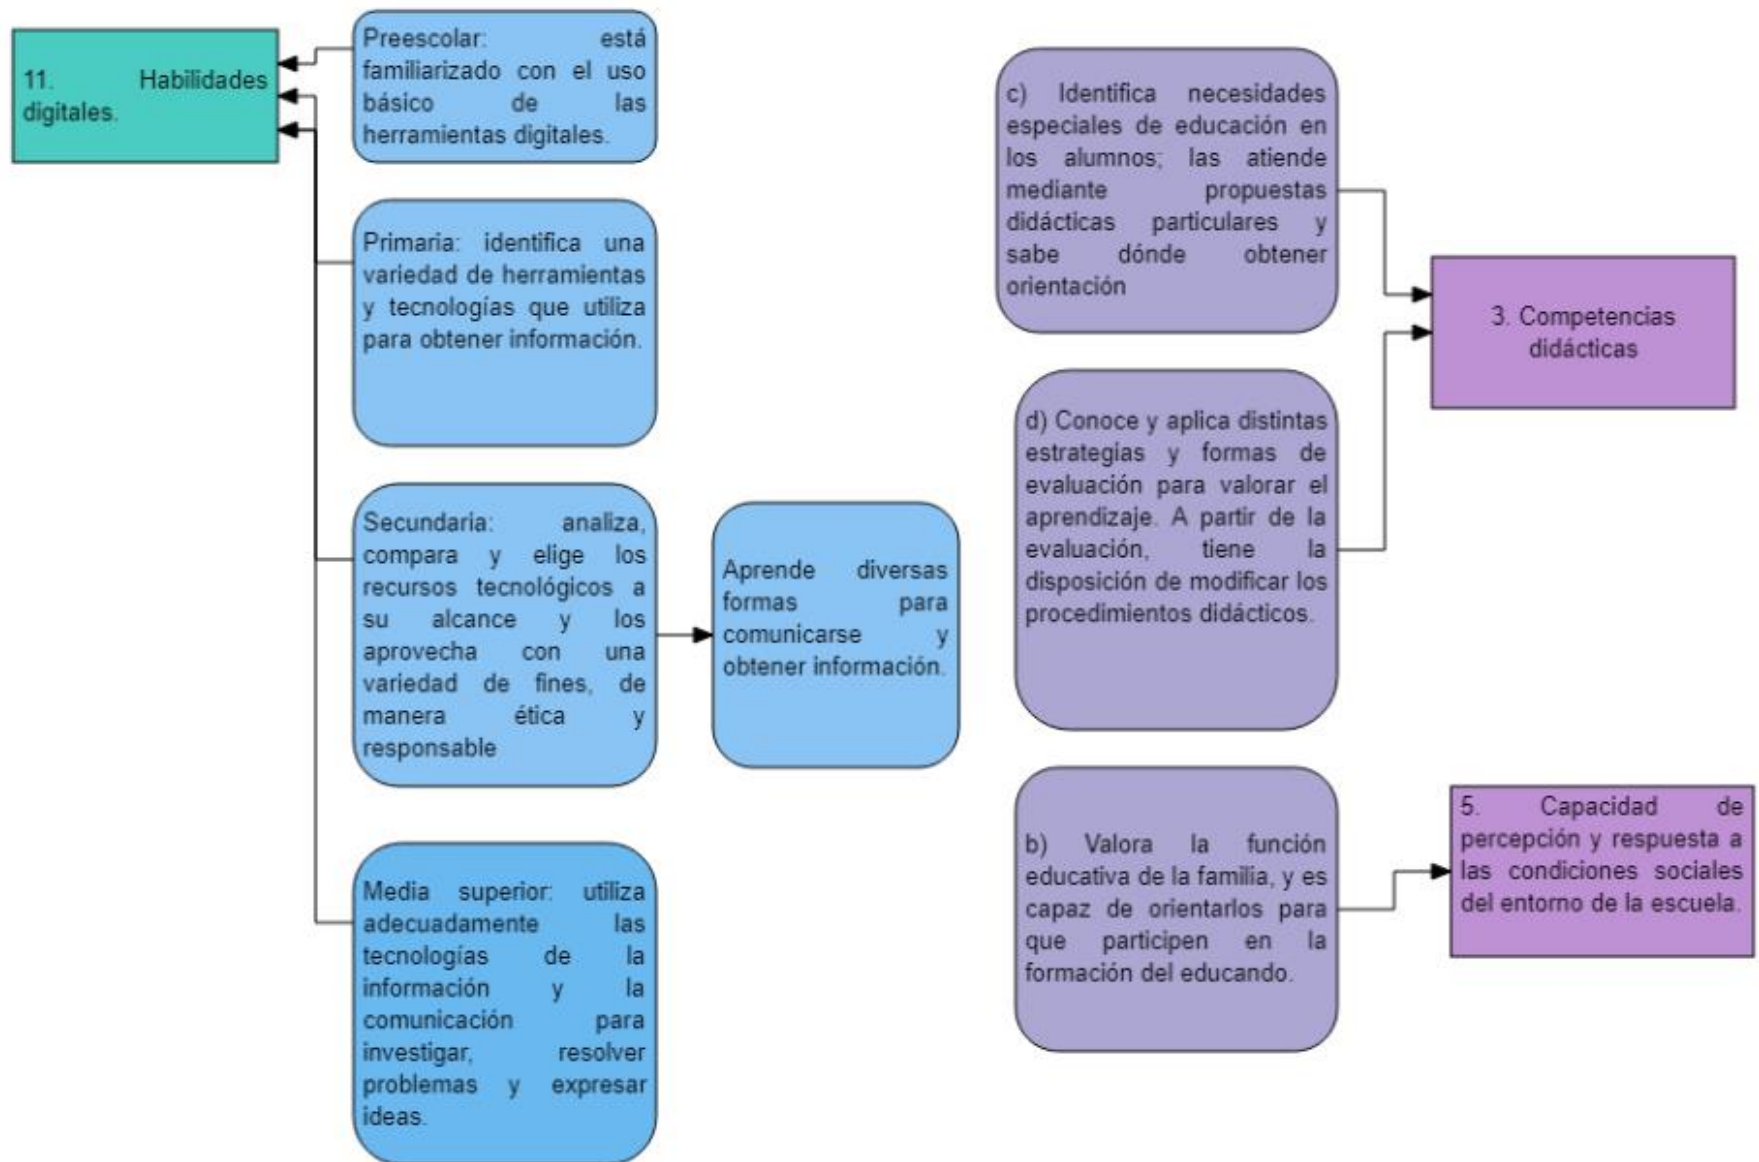 11. Habilidades
digitales.
Preescolar: está
familiarizado con el uso
básico de las
herramientas digitales.
Primaria: identifica una
variedad de herramientas
y tecnologías que utiliza
para obtener información.
Secundaria: analiza,
compara y elige los
recursos tecnológicos a
su alcance y los
aprovecha con una
variedad de fines, de
manera ética y
responsable
Aprende diversas
formas para
comunicarse y
obtener información.
Media superior: utiliza
adecuadamente las
tecnologías de la
información y la
comunicación para
investigar, resolver
problemas y expresar
ideas.
c) Identifica necesidades
especiales de educación en
los alumnos; las atiende
mediante propuestas
didácticas particulares y
sabe dónde obtener
orientación
d) Conoce y aplica distintas
estrategias y formas de
evaluación para valorar el
aprendizaje. A partir de la
evaluación, tiene la
disposición de modificar los
procedimientos didácticos.
3. Competencias
didácticas
b) Valora la función
educativa de la familia, y es
capaz de orientarlos para
que participen en la
formación del educando.
5. Capacidad de
percepción y respuesta a
las condiciones sociales
del entorno de la escuela.